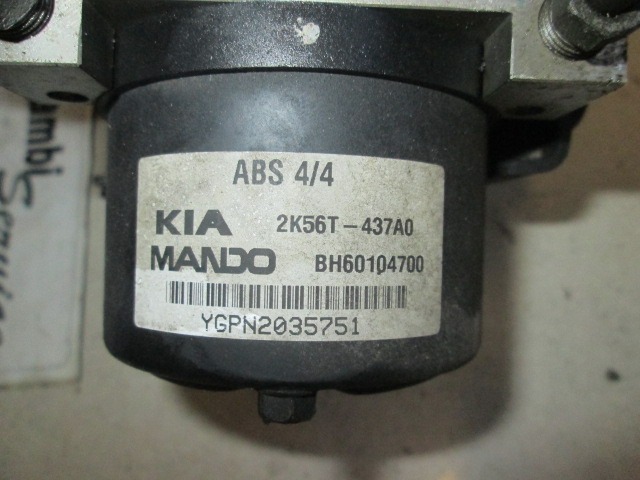 ABS 4/4
KIA 2K56T-437A0
MANDO BH60104700
YGPN2035751